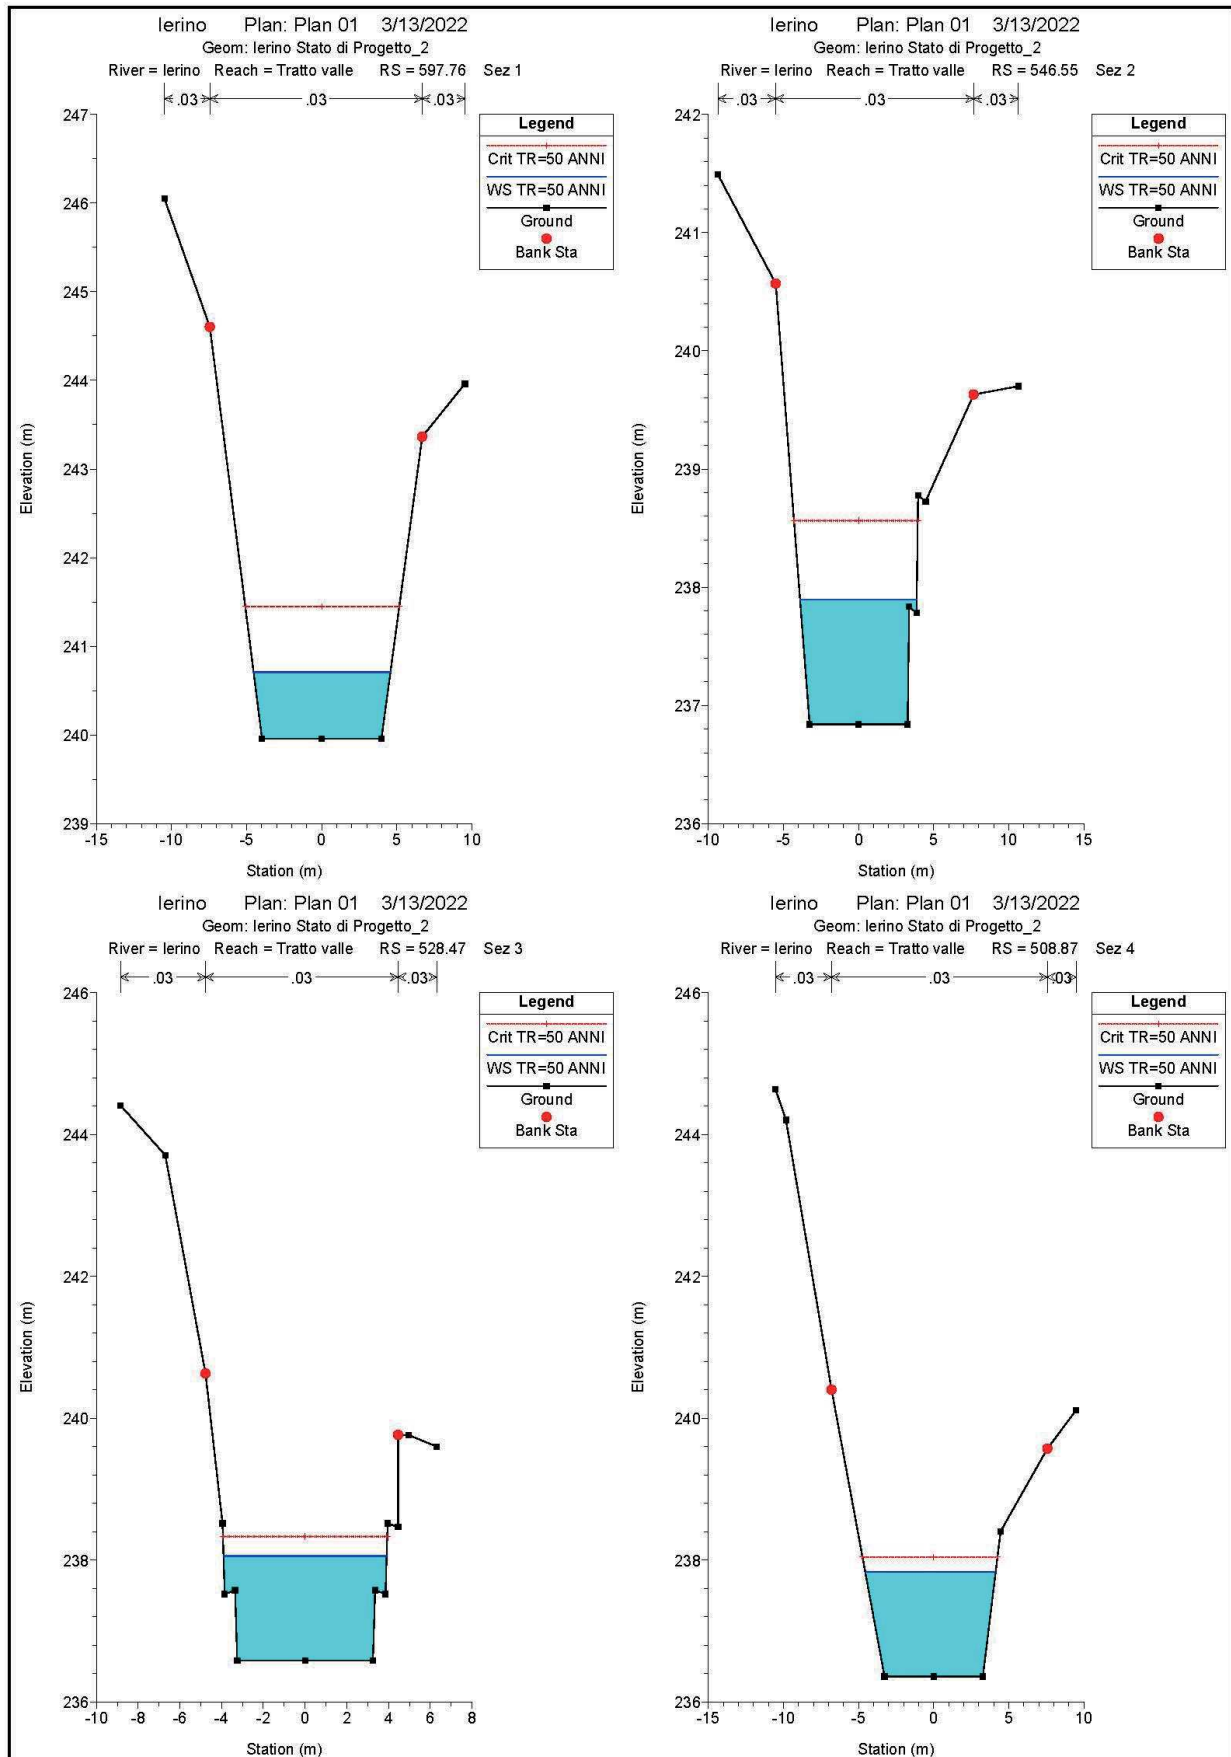 Ierino Plan: Plan 01 3/13/2022
Geom: Ierino Stato di Progetto_2
River = Ierino Reach = Tratto valle RS = 597.76 Sez 1
.03 .03 .03
Legend
Crit TR=50 ANNI
WS TR=50 ANNI
Ground
Bank Sta
247
246
245
244
243
242
241
240
239
Elevation (m)
-15 -10 -5 0 5 10
Station (m)
Ierino Plan: Plan 01 3/13/2022
Geom: Ierino Stato di Progetto_2
River = Ierino Reach = Tratto valle RS = 546.55 Sez 2
.03 .03 .03
Legend
Crit TR=50 ANNI
WS TR=50 ANNI
Ground
Bank Sta
242
241
240
239
238
237
236
Elevation (m)
-10 -5 0 5 10 15
Station (m)
Ierino Plan: Plan 01 3/13/2022
Geom: Ierino Stato di Progetto_2
River = Ierino Reach = Tratto valle RS = 528.47 Sez 3
.03 .03 .03
Legend
Crit TR=50 ANNI
WS TR=50 ANNI
Ground
Bank Sta
246
244
242
240
238
236
Elevation (m)
-10 -8 -6 -4 -2 0 2 4 6 8
Station (m)
Ierino Plan: Plan 01 3/13/2022
Geom: Ierino Stato di Progetto_2
River = Ierino Reach = Tratto valle RS = 508.87 Sez 4
.03 .03 .03
Legend
Crit TR=50 ANNI
WS TR=50 ANNI
Ground
Bank Sta
246
244
242
240
238
236
Elevation (m)
-15 -10 -5 0 5 10
Station (m)